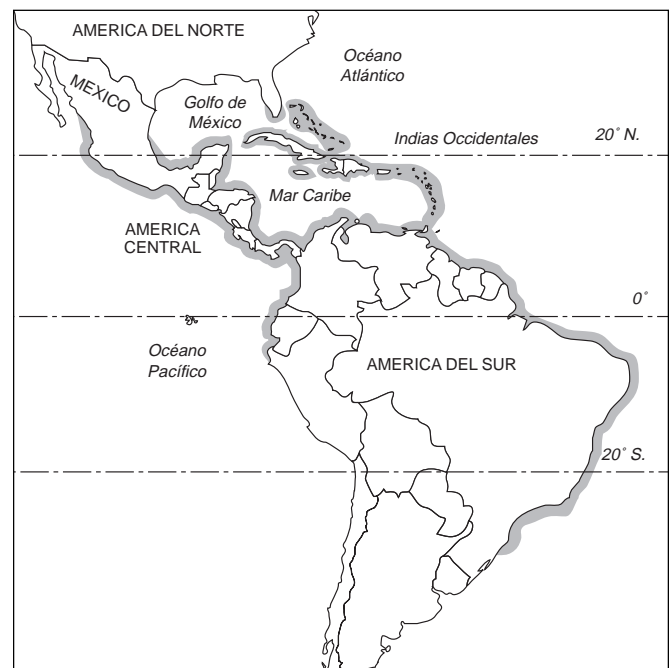 AMERICA DEL NORTE
Océano
Atlántico
MEXICO
Golfo de
México
Indias Occidentales
20° N.
Mar Caribe
AMERICA
CENTRAL
0°
Océano
Pacífico
AMERICA DEL SUR
20° S.